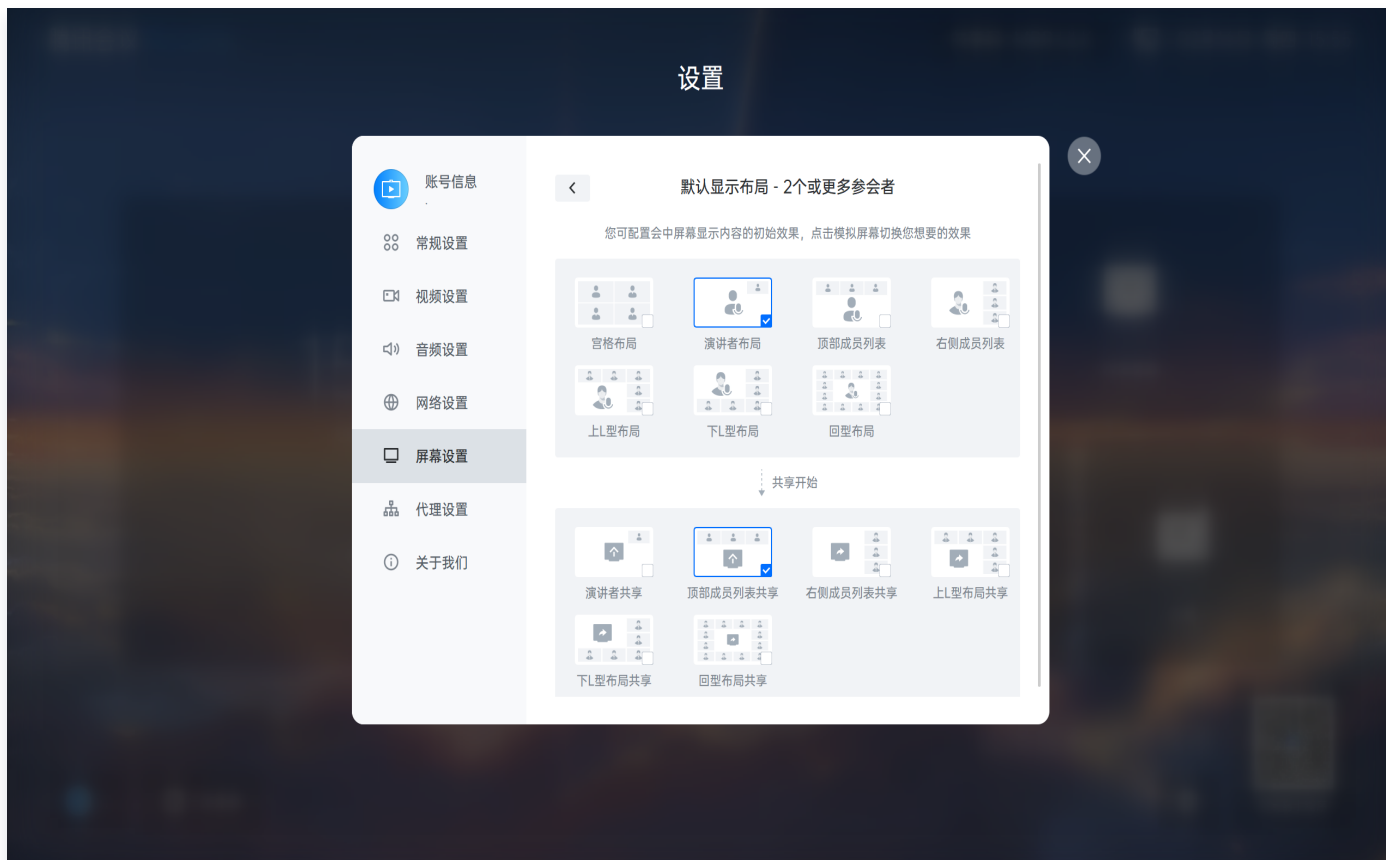 设置
账号信息
.
常规设置
视频设置
音频设置
网络设置
屏幕设置
代理设置
关于我们
默认显示布局 - 2个或更多参会者
您可配置会中屏幕显示内容的初始效果，点击模拟屏幕切换您想要的效果
宫格布局 演讲者布局 顶部成员列表 右侧成员列表
上L型布局 下L型布局 回型布局
共享开始
演讲者共享 顶部成员列表共享 右侧成员列表共享 上L型布局共享
下L型布局共享 回型布局共享